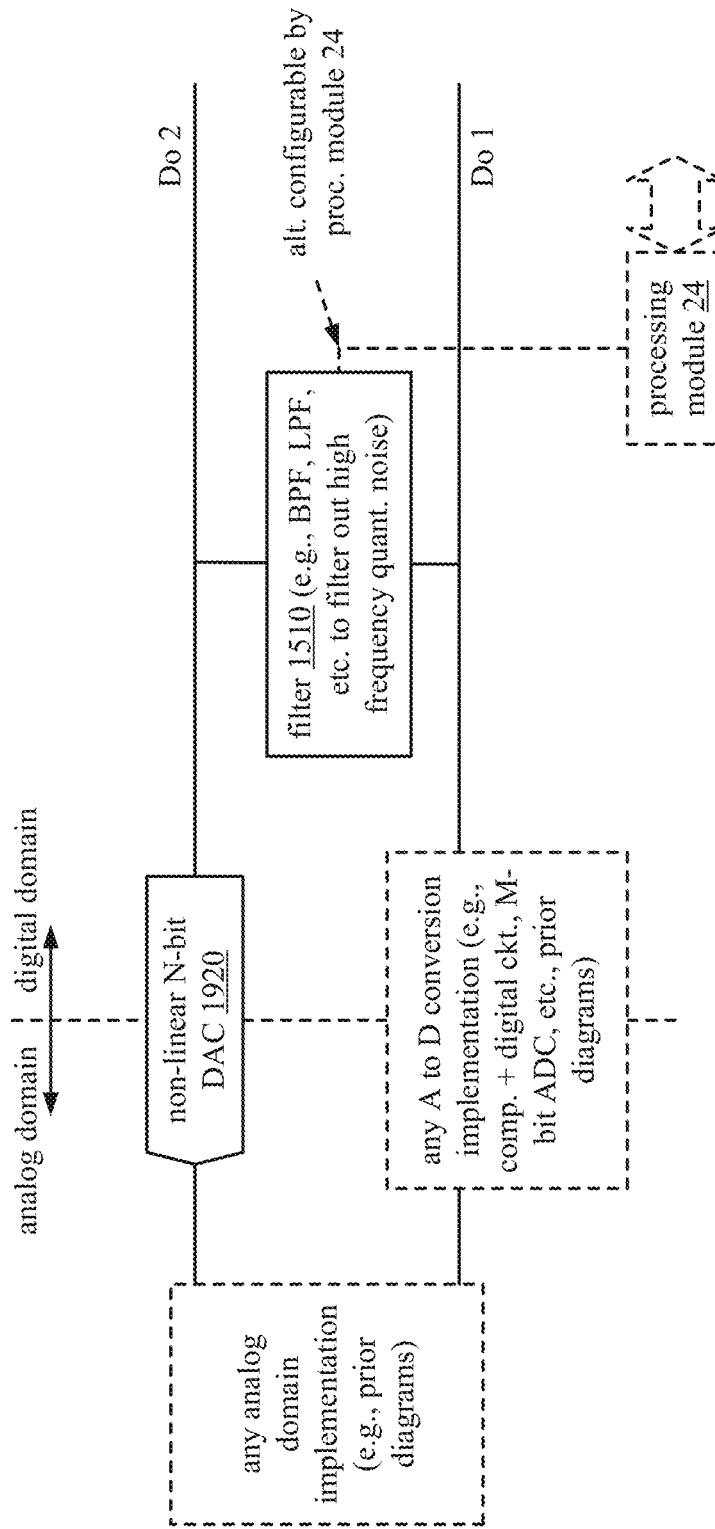 analog domain
digital domain
any analog
domain
implementation
(e.g., prior
diagrams)
non-linear N-bit
DAC 1920
Do 2
any A to D conversion
implementation (e.g.,
comp. + digital ckt., M-
bit ADC, etc., prior
diagrams)
filter 1510 (e.g., BPF, LPF,
etc. to filter out high
frequency quant. noise)
alt. configurable by
proc. module 24
Do 1
processing
module 24